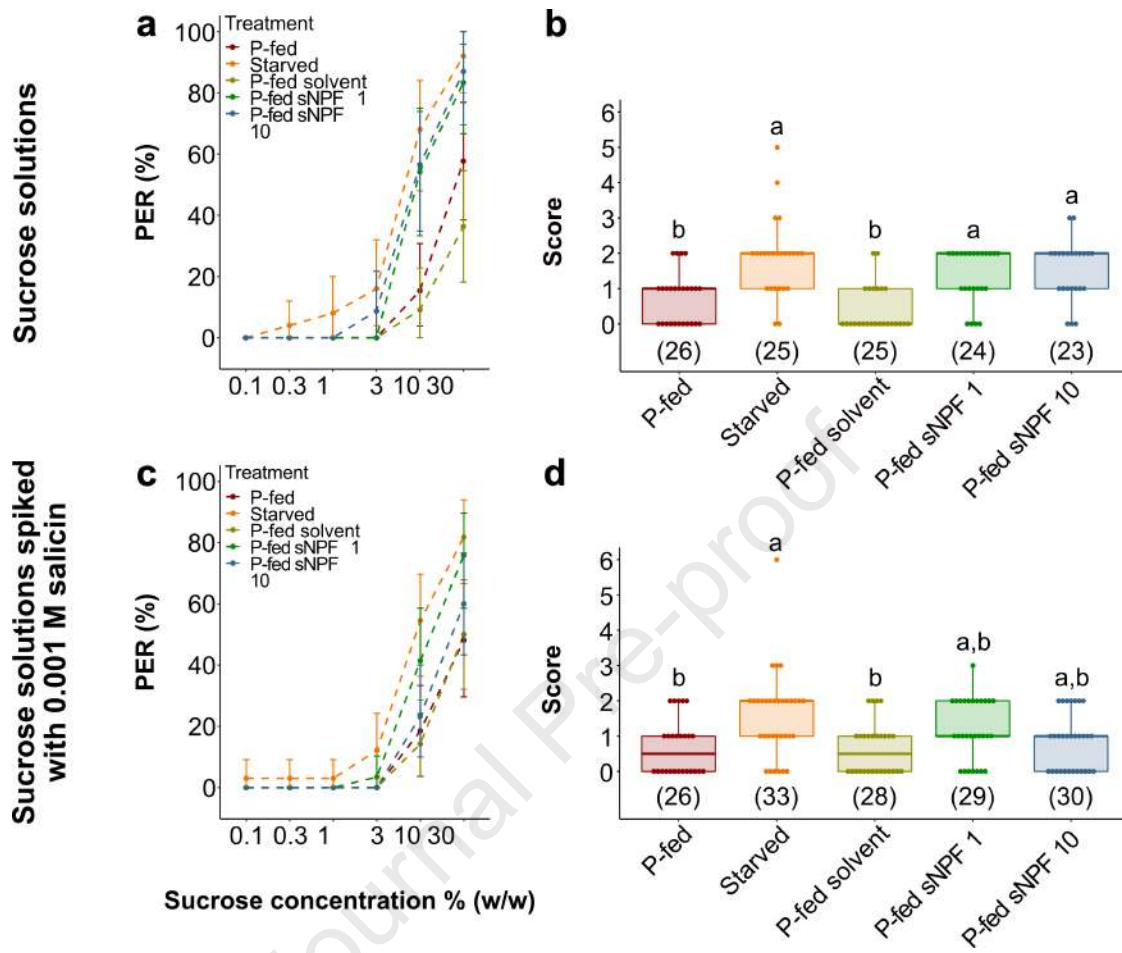 Sucrose solutions
a
Treatment
P-fed
Starved
P-fed solvent
P-fed sNPF 1
P-fed sNPF
10
PER (%)
100
80
60
40
20
0
0.1 0.3 1 3 10 30
b
Score
6
5
4
3
2
1
0
b
a
b
a
a
(26) (25) (25) (24) (23)
P-fed
Starved
P-fed solvent
P-fed sNPF 1
P-fed sNPF 10
Sucrose solutions spiked
with 0.001 M salicin
c
Treatment
P-fed
Starved
P-fed solvent
P-fed sNPF 1
P-fed sNPF
10
PER (%)
100
80
60
40
20
0
0.1 0.3 1 3 10 30
Sucrose concentration % (w/w)
d
Score
6
5
4
3
2
1
0
b
a
b
a,b
a,b
(26) (33) (28) (29) (30)
P-fed
Starved
P-fed solvent
P-fed sNPF 1
P-fed sNPF 10
Journal Pre-proof